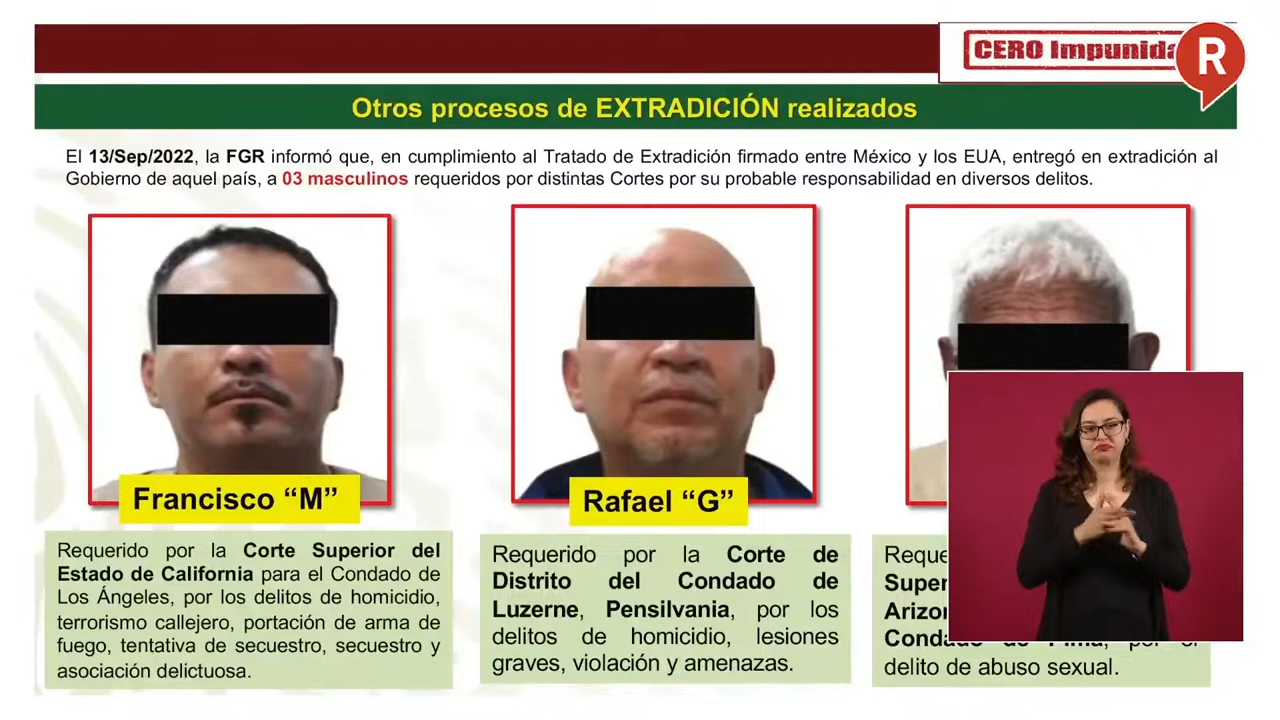 CERO Impunida
R
Otros procesos de EXTRADICIÓN realizados
El 13/Sep/2022, la FGR informó que, en cumplimiento al Tratado de Extradición firmado entre México y los EUA, entregó en extradición al
Gobierno de aquel país, a 03 masculinos requeridos por distintas Cortes por su probable responsabilidad en diversos delitos.
Francisco “M”
Requerido por la Corte Superior del
Estado de California para el Condado de
Los Ángeles, por los delitos de homicidio,
terrorismo callejero, portación de arma de
fuego, tentativa de secuestro, secuestro y
asociación delictuosa.
Rafael “G”
Requerido por la Corte de
Distrito del Condado de
Luzerne, Pensilvania, por los
delitos de homicidio, lesiones
graves, violación y amenazas.
Reque
Super
Arizon
Condado de Pima, por el
delito de abuso sexual.